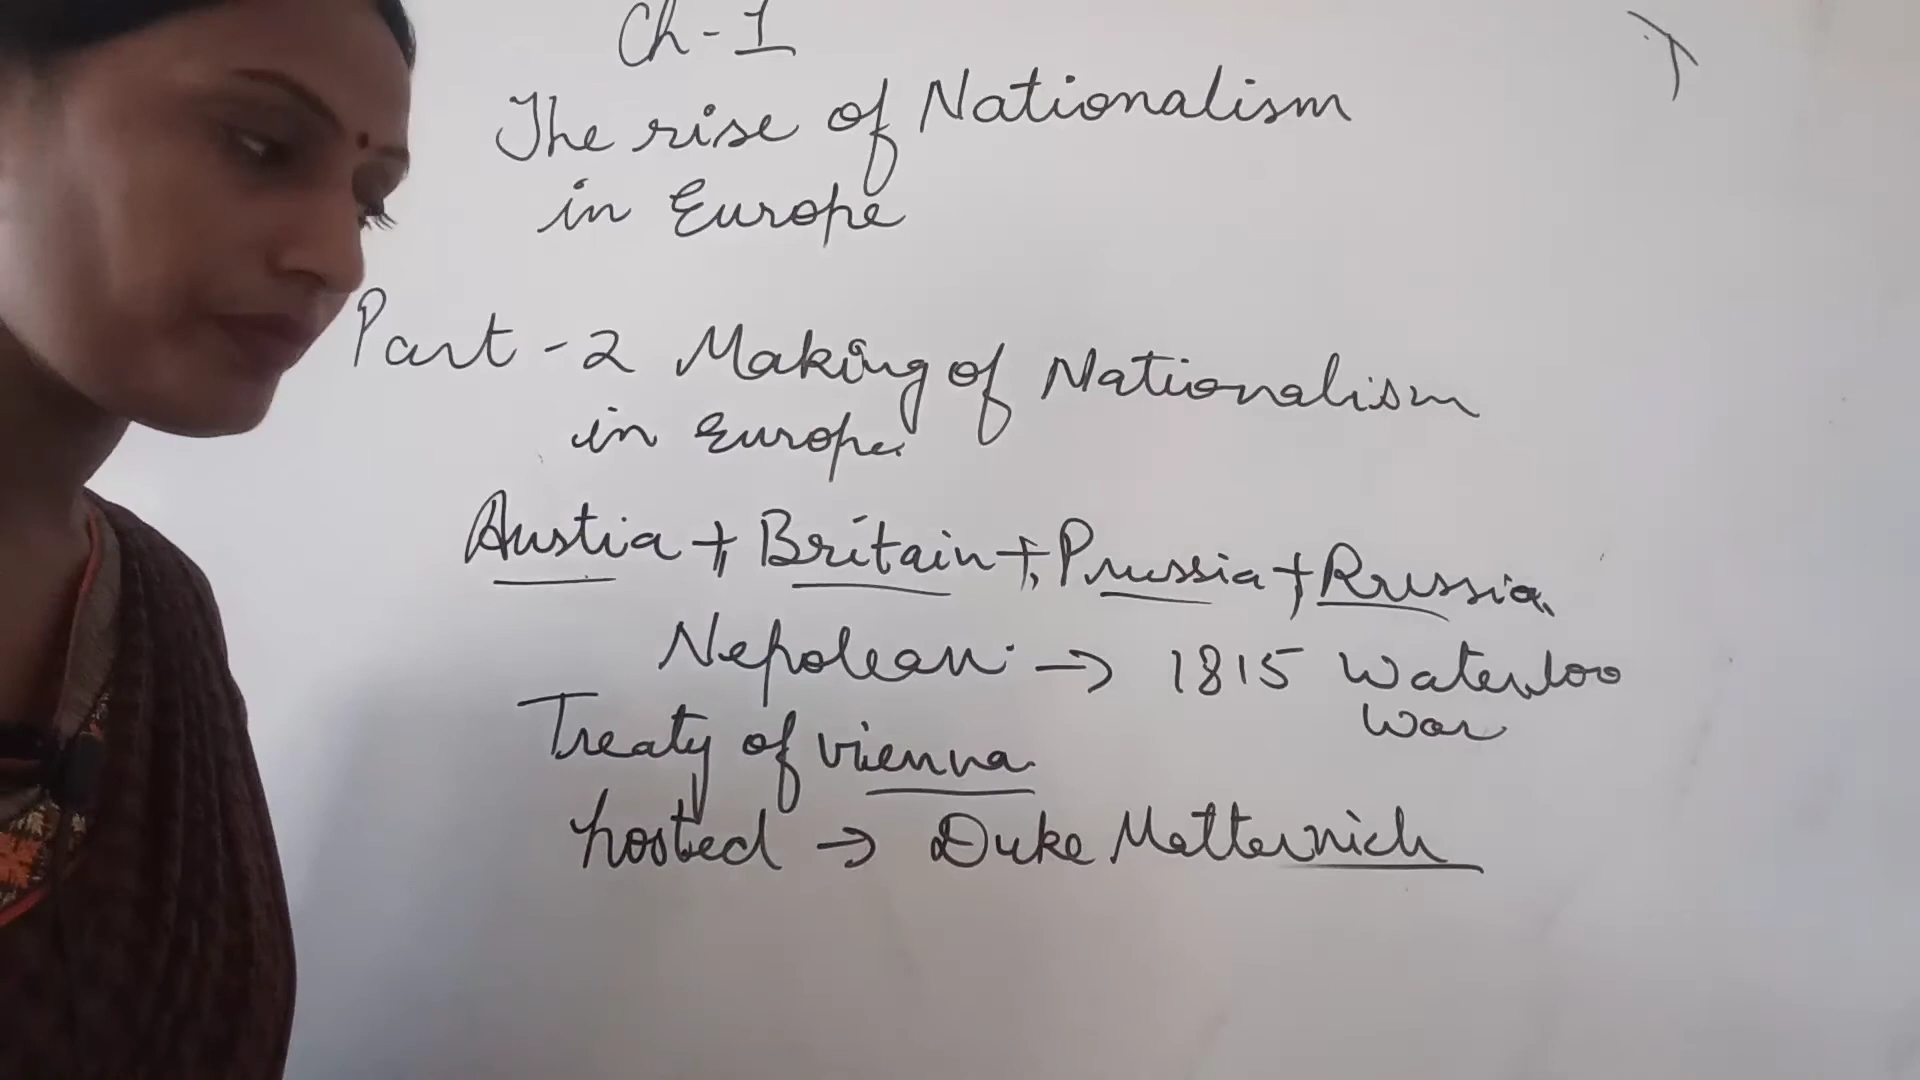 Ch-1
The rise of Nationalism
in Europe
Part-2 Making of Nationalism
in Europe.
Austia + Britain + Prussia + Russia
Nepolean → 1815 Waterloo
War
Treaty of vienna
hosted → Duke Metternich